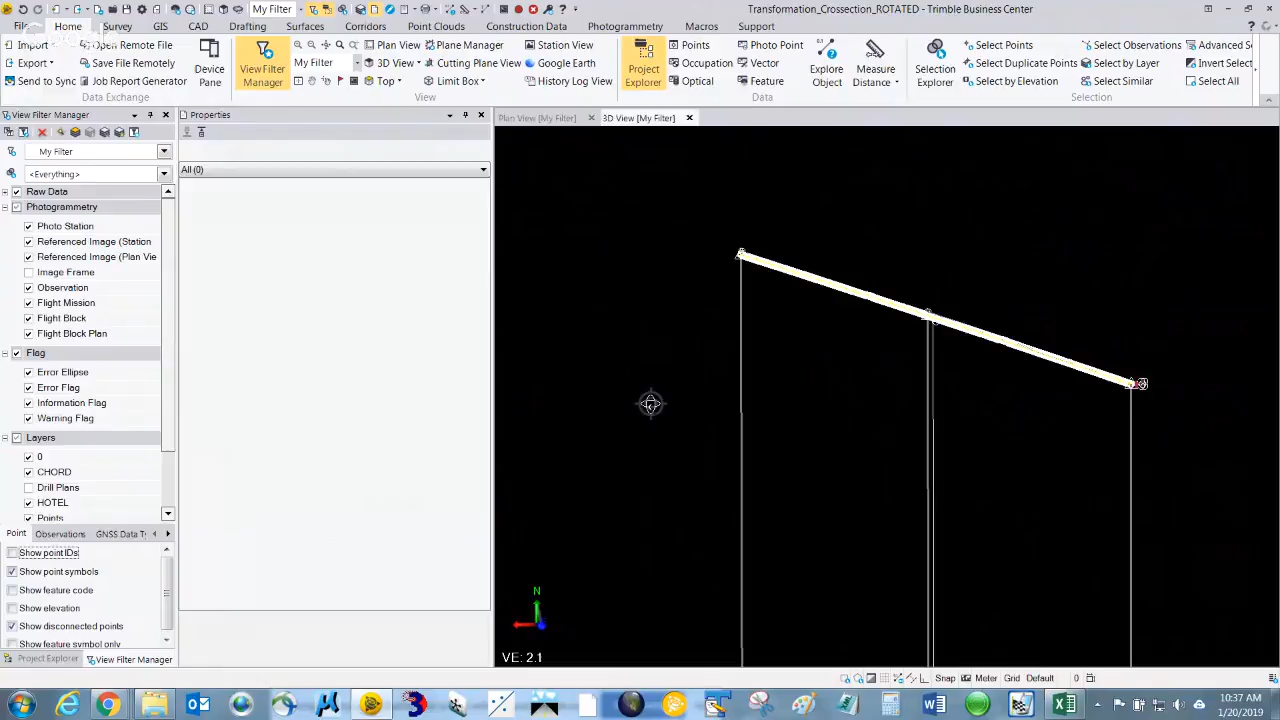 My Filter
Transformation_Crossection_ROTATED - Trimble Business Center
Home
Survey
GIS
CAD
Drafting
Surfaces
Corridors
Point Clouds
Photogrammetry
Macros
Support
Import
Open Remote File
Export
Save File Remotely
Send to Sync
Job Report Generator
Data Exchange
Device
Pane
View Filter
Manager
Plan View
Plane Manager
Station View
My Filter
3D View
Cutting Plane View
Google Earth
Top
Limit Box
History Log View
View
Project
Explorer
Points
Occupation
Optical
Photo Point
Vector
Feature
Explore
Object
Measure
Distance
Data
Selection
Explorer
Select Points
Select Duplicate Points
Select by Elevation
Select Observations
Select by Layer
Select Similar
Advanced Se
Invert Select
Select All
Selection
View Filter Manager
Properties
Plan View [My Filter]
3D View [My Filter]
My Filter
<Everything>
All (0)
Raw Data
Photogrammetry
Photo Station
Referenced Image (Station
Referenced Image (Plan Vie
Image Frame
Observation
Flight Mission
Flight Block
Flight Block Plan
Flag
Error Ellipse
Error Flag
Information Flag
Warning Flag
Layers
0
CHORD
Drill Plans
HOTEL
Points
Point
Observations
GNSS Data Ty
Show point IDs
Show point symbols
Show feature code
Show elevation
Show disconnected points
Show feature symbol only
Project Explorer
View Filter Manager
N
VE: 2.1
Snap
Meter
Grid
Default
0
10:37 AM
1/20/2019